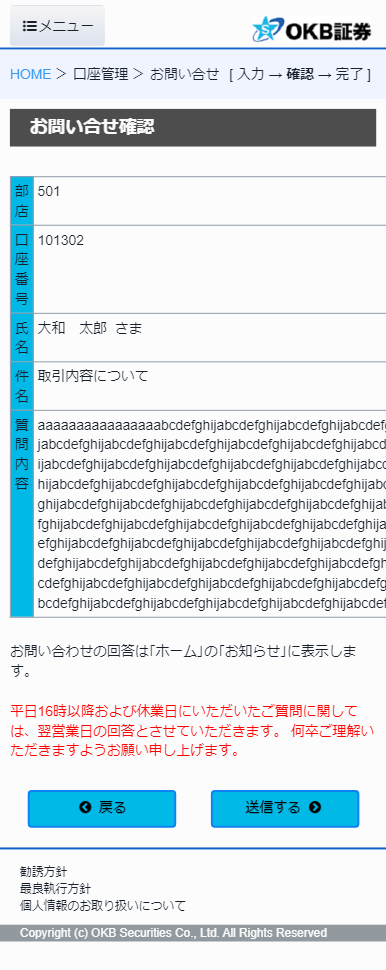 メニュー
OKB証券
HOME > 口座管理 > お問い合せ [ 入力 → 確認 → 完了 ]
お問い合せ確認
部店 501
口座番号 101302
氏名 大和　太郎 さま
件名 取引内容について
質問内容 aaaaaaaaaaaaaaaabcdefghijabcdefghijabcdefghijabcdefg
jabcdefghijabcdefghijabcdefghijabcdefghijabcdefghijabcd
ijabcdefghijabcdefghijabcdefghijabcdefghijabcdefghijabcc
hijabcdefghijabcdefghijabcdefghijabcdefghijabcdefghijabc
ghijabcdefghijabcdefghijabcdefghijabcdefghijabcdefghijab
fghijabcdefghijabcdefghijabcdefghijabcdefghijabcdefghija
efghijabcdefghijabcdefghijabcdefghijabcdefghijabcdefghij
defghijabcdefghijabcdefghijabcdefghijabcdefghijabcdefghij
cdefghijabcdefghijabcdefghijabcdefghijabcdefghijabcdefg
bcdefghijabcdefghijabcdefghijabcdefghijabcdefghijabcdefg
お問い合わせの回答は｢ホーム｣の｢お知らせ｣に表示しま
す。
平日16時以降および休業日にいただいたご質問に関して
は、翌営業日の回答とさせていただきます。 何卒ご理解い
ただきますようお願い申し上げます。
戻る 送信する
勧誘方針
最良執行方針
個人情報のお取り扱いについて
Copyright (c) OKB Securities Co., Ltd. All Rights Reserved